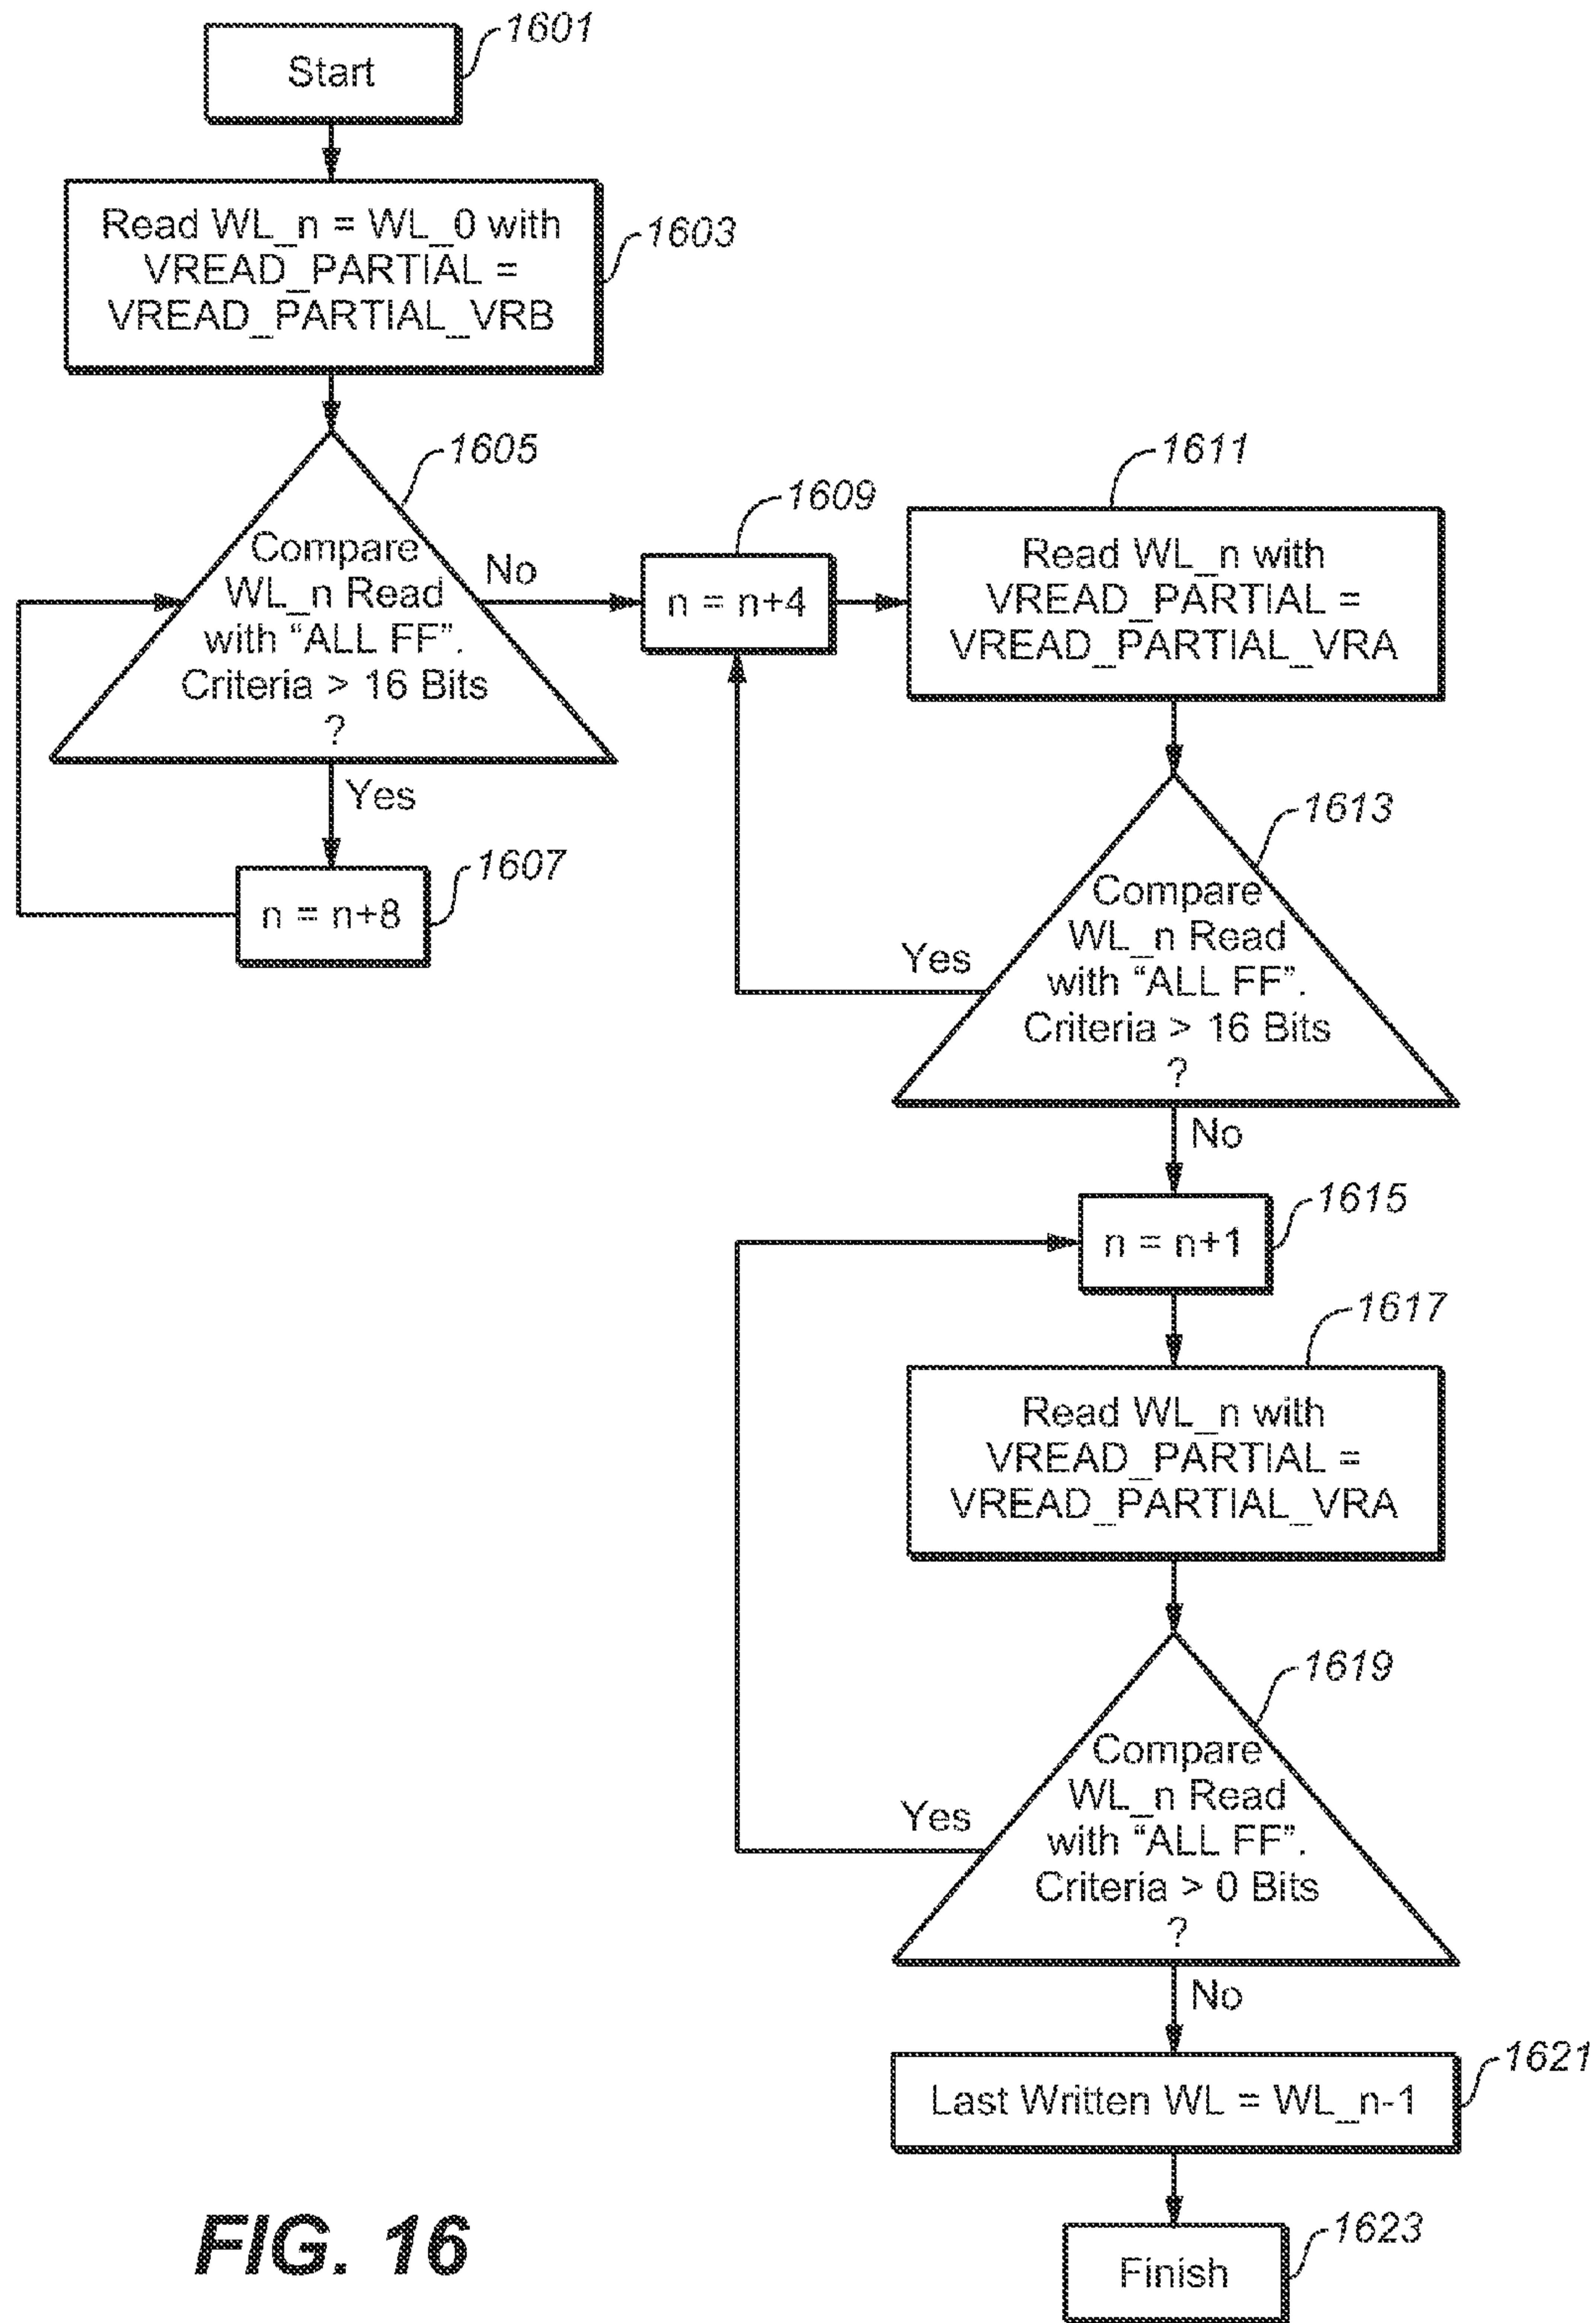 1601
Start
Read WL_n = WL_0 with
VREAD_PARTIAL =
VREAD_PARTIAL_VRB
1603
1605
Compare
WL_n Read
with “ALL FF”.
Criteria > 16 Bits
?
No
Yes
1607
n = n+8
1609
n = n+4
1611
Read WL_n with
VREAD_PARTIAL =
VREAD_PARTIAL_VRA
1613
Compare
WL_n Read
with “ALL FF”.
Criteria > 16 Bits
?
Yes
No
1615
n = n+1
1617
Read WL_n with
VREAD_PARTIAL =
VREAD_PARTIAL_VRA
1619
Compare
WL_n Read
with “ALL FF”.
Criteria > 0 Bits
?
Yes
No
1621
Last Written WL = WL_n-1
1623
Finish
FIG. 16